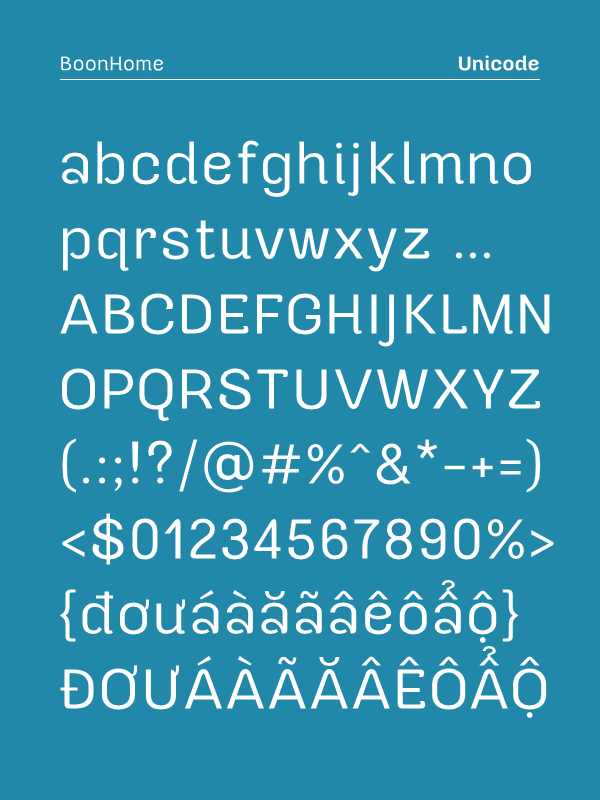 BoonHome Unicode
abcdefghijklmno
pqrstuvwxyz ...
ABCDEFGHIJKLMN
OPQRSTUVWXYZ
(.:;!?/@#%^&*–+=)
<$01234567890%>
{đơưáàăãâêôẩộ}
ĐƠƯÁÀÃĂÂÊÔẨỘ